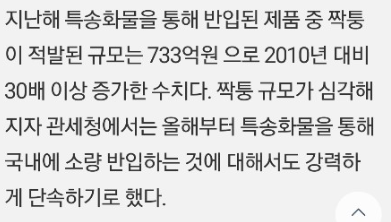 지난해 특송화물을 통해 반입된 제품 중 짝퉁
이 적발된 규모는 733억원 으로 2010년 대비
30배 이상 증가한 수치다. 짝퉁 규모가 심각해
지자 관세청에서는 올해부터 특송화물을 통해
국내에 소량 반입하는 것에 대해서도 강력하
게 단속하기로 했다.